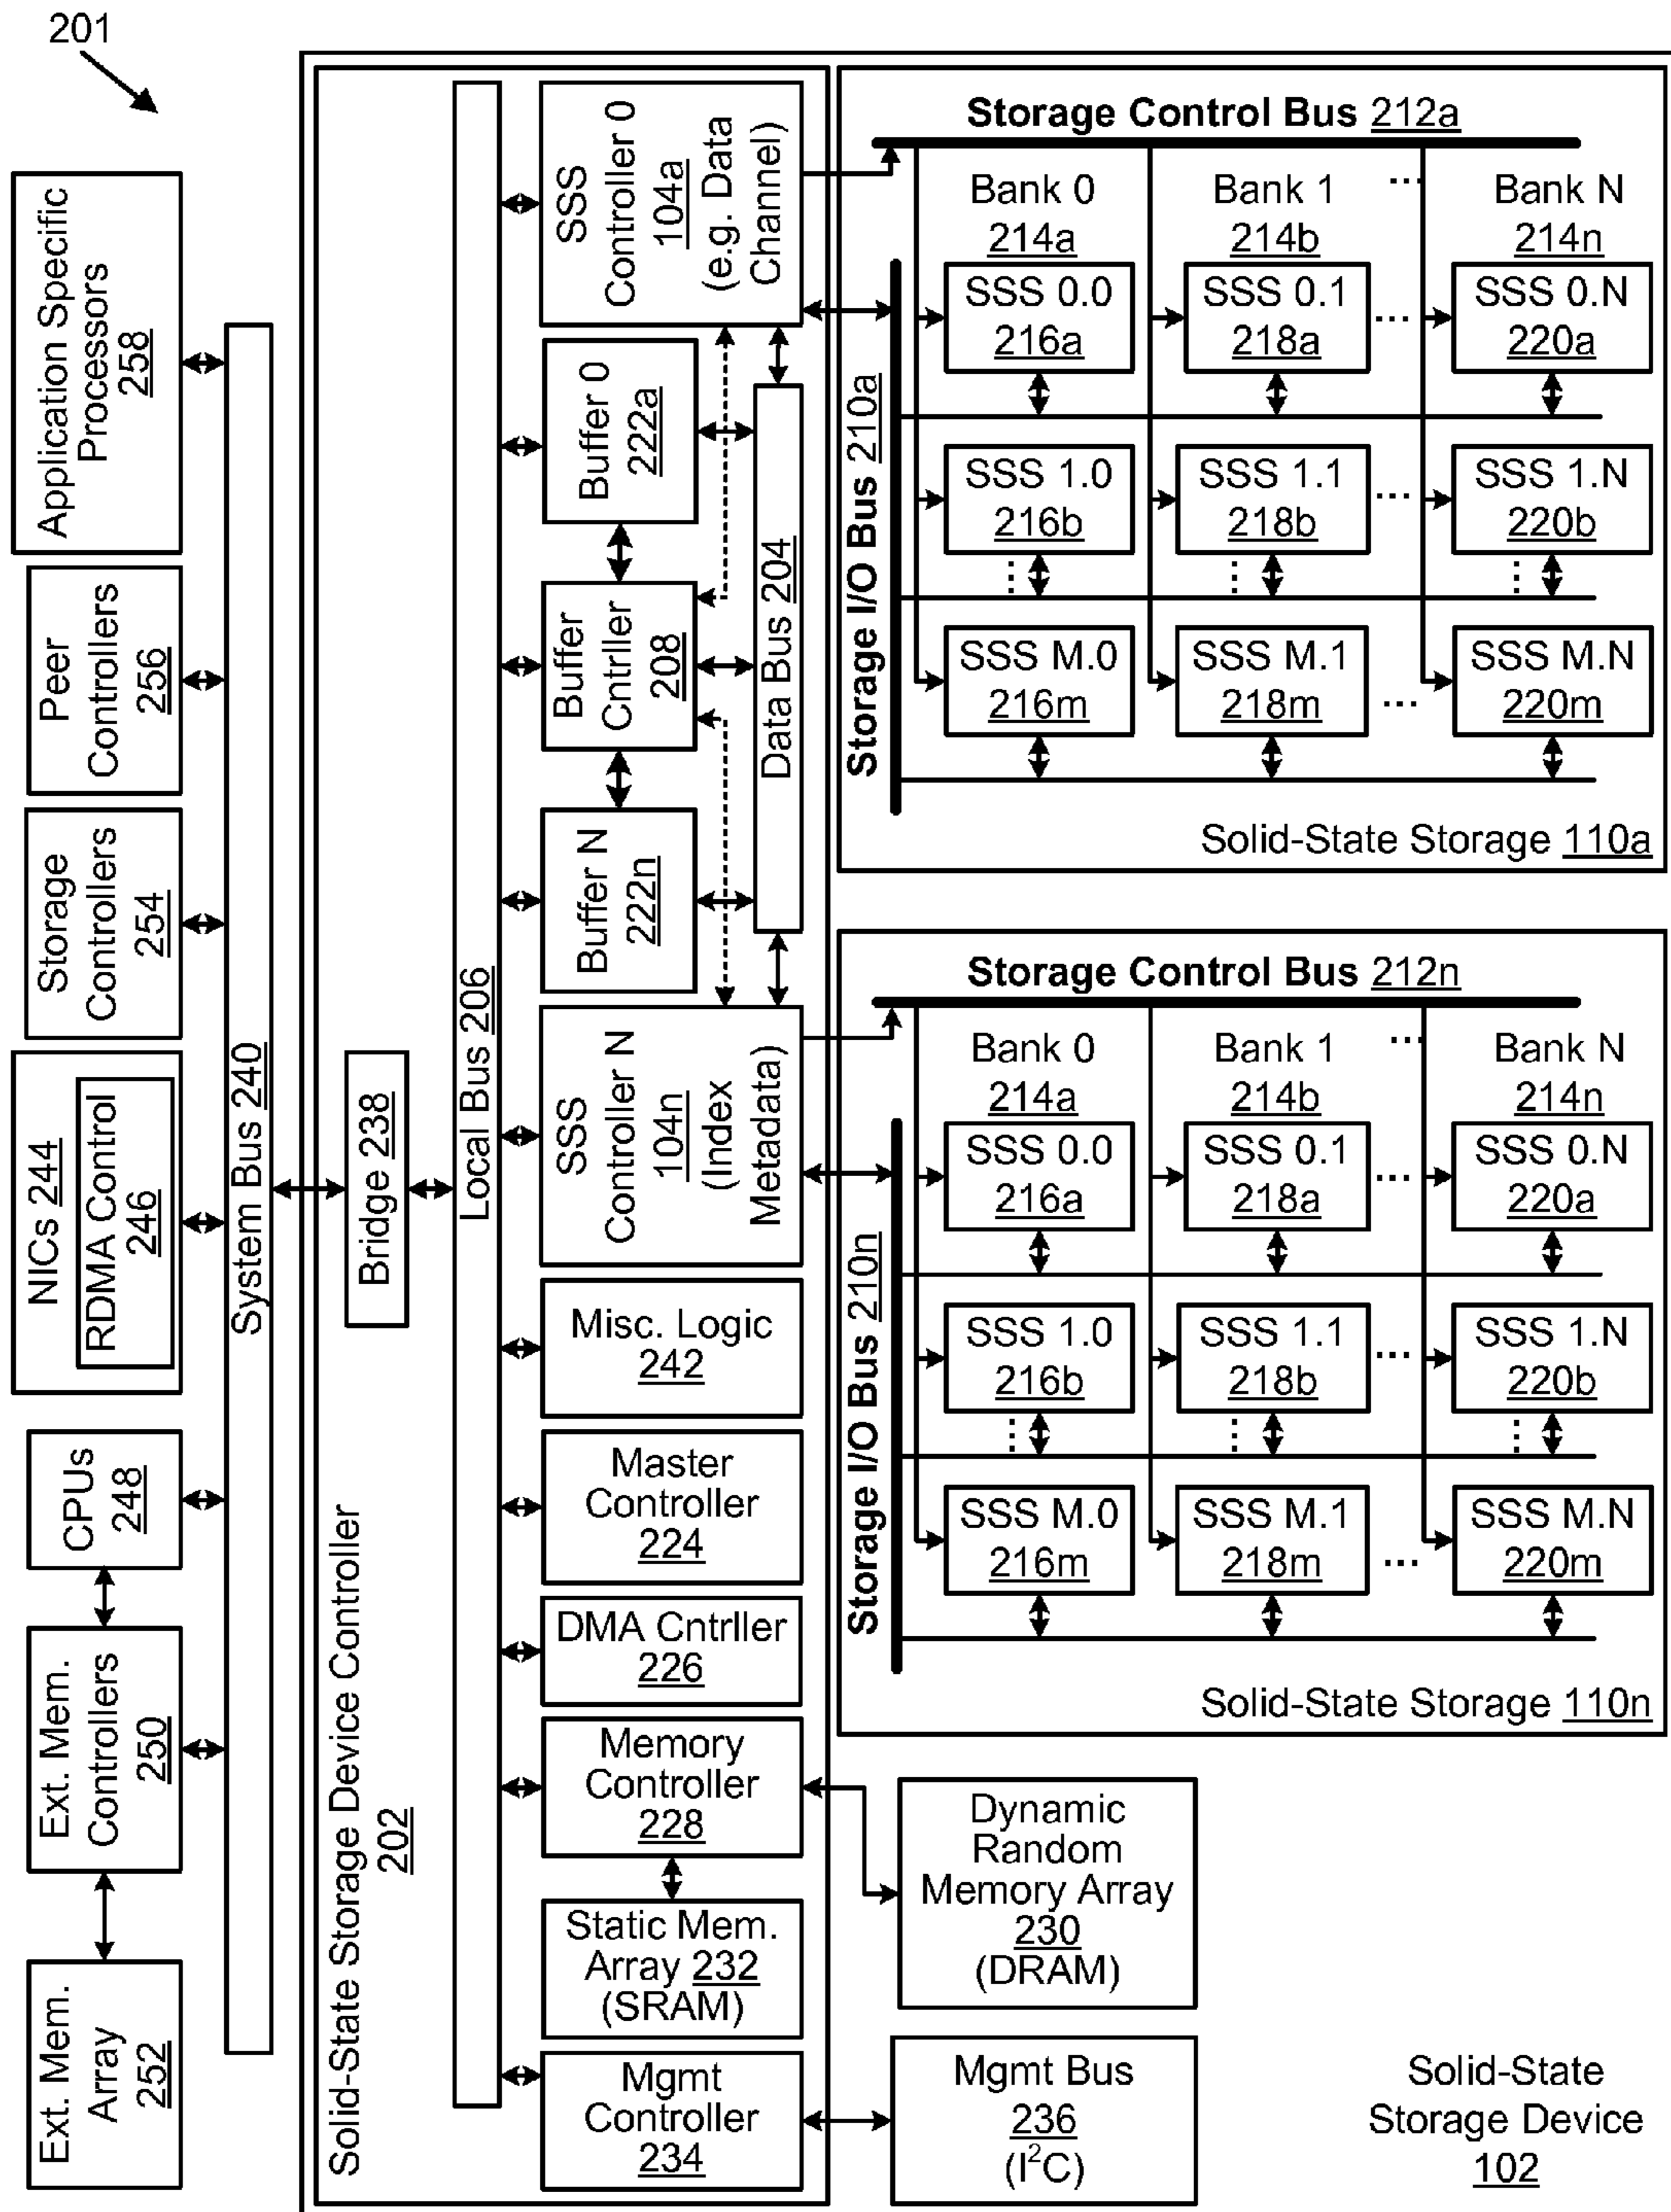 201
Application Specific
Processors
258
Peer
Controllers
256
Storage
Controllers
254
NICs 244
RDMA Control
246
CPUs
248
Ext. Mem.
Controllers
250
Ext. Mem.
Array
252
System Bus 240
Solid-State Storage Device Controller
202
Bridge 238
Local Bus 206
SSS
Controller 0
104a
(e.g. Data
Channel)
Buffer 0
222a
Buffer
Cntrller
208
Buffer N
222n
Data Bus 204
SSS
Controller N
104n
(Index
Metadata)
Misc. Logic
242
Master
Controller
224
DMA Cntrller
226
Memory
Controller
228
Static Mem.
Array 232
(SRAM)
Mgmt
Controller
234
Storage Control Bus 212a
Bank 0
214a
Bank 1
214b
...
Bank N
214n
Storage I/O Bus 210a
SSS 0.0
216a
SSS 0.1
218a
...
SSS 0.N
220a
SSS 1.0
216b
SSS 1.1
218b
...
SSS 1.N
220b
...
...
...
SSS M.0
216m
SSS M.1
218m
...
SSS M.N
220m
Solid-State Storage 110a
Storage Control Bus 212n
Bank 0
214a
Bank 1
214b
...
Bank N
214n
Storage I/O Bus 210n
SSS 0.0
216a
SSS 0.1
218a
...
SSS 0.N
220a
SSS 1.0
216b
SSS 1.1
218b
...
SSS 1.N
220b
...
...
...
SSS M.0
216m
SSS M.1
218m
...
SSS M.N
220m
Solid-State Storage 110n
Dynamic
Random
Memory Array
230
(DRAM)
Mgmt Bus
236
(I²C)
Solid-State
Storage Device
102